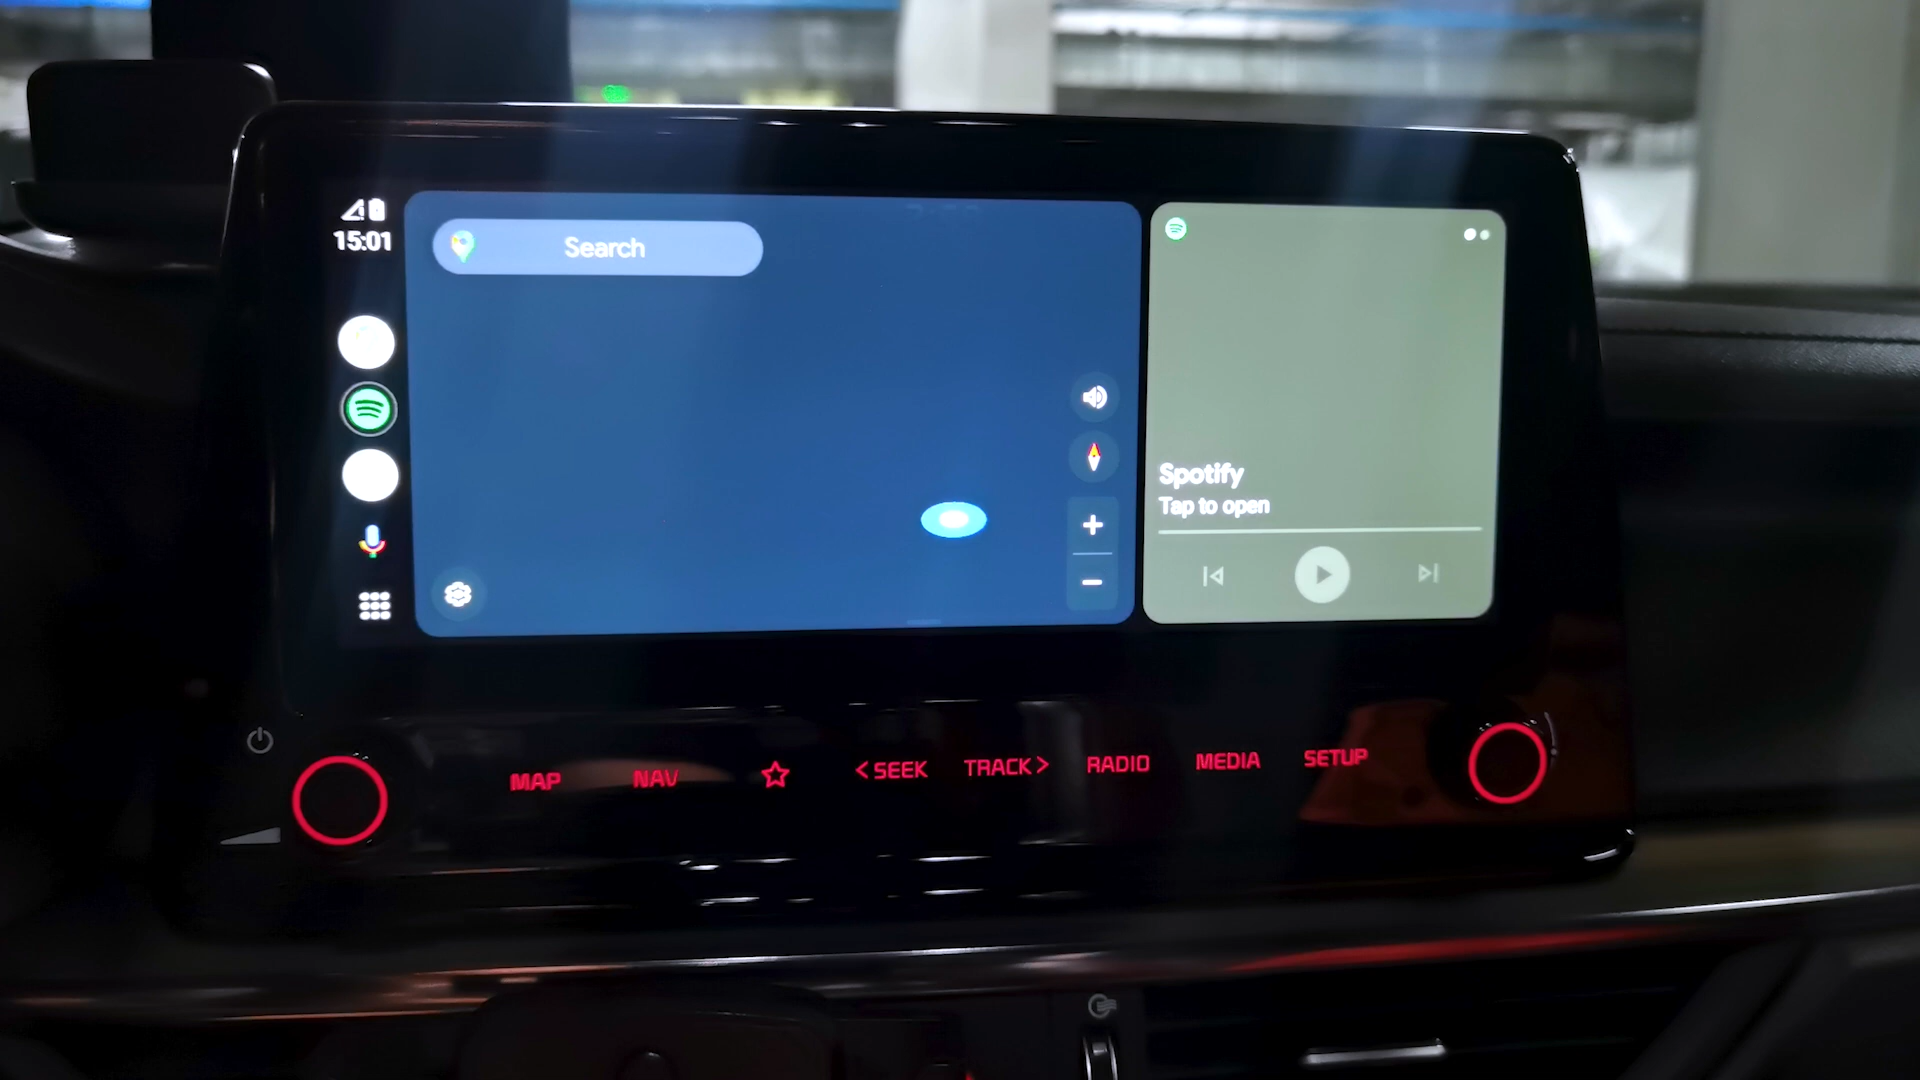 15:01
Search
Spotify
Tap to open
MAP
NAV
< SEEK
TRACK >
RADIO
MEDIA
SETUP